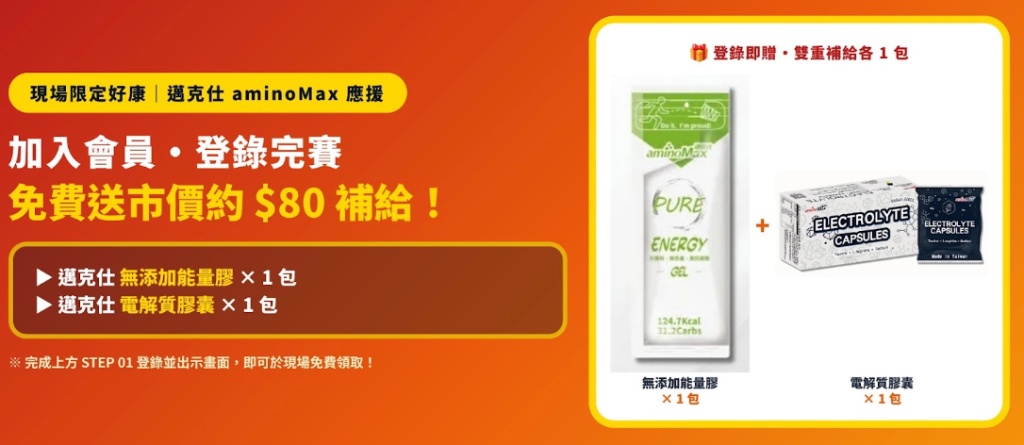 現場限定好康｜邁克仕 aminoMax 應援
加入會員・登錄完賽
免費送市價約 $80 補給！
▶ 邁克仕 無添加能量膠 × 1 包
▶ 邁克仕 電解質膠囊 × 1 包
※ 完成上方 STEP 01 登錄並出示畫面，即可於現場免費領取！
🎁 登錄即贈・雙重補給各 1 包
Do it, I'm proud!
aminoMax
PURE
ENERGY
GEL
124.7Kcal
31.2Carbs
+
ELECTROLYTE
CAPSULES
ELECTROLYTE
CAPSULES
Made in Taiwan
無添加能量膠
× 1 包
電解質膠囊
× 1 包